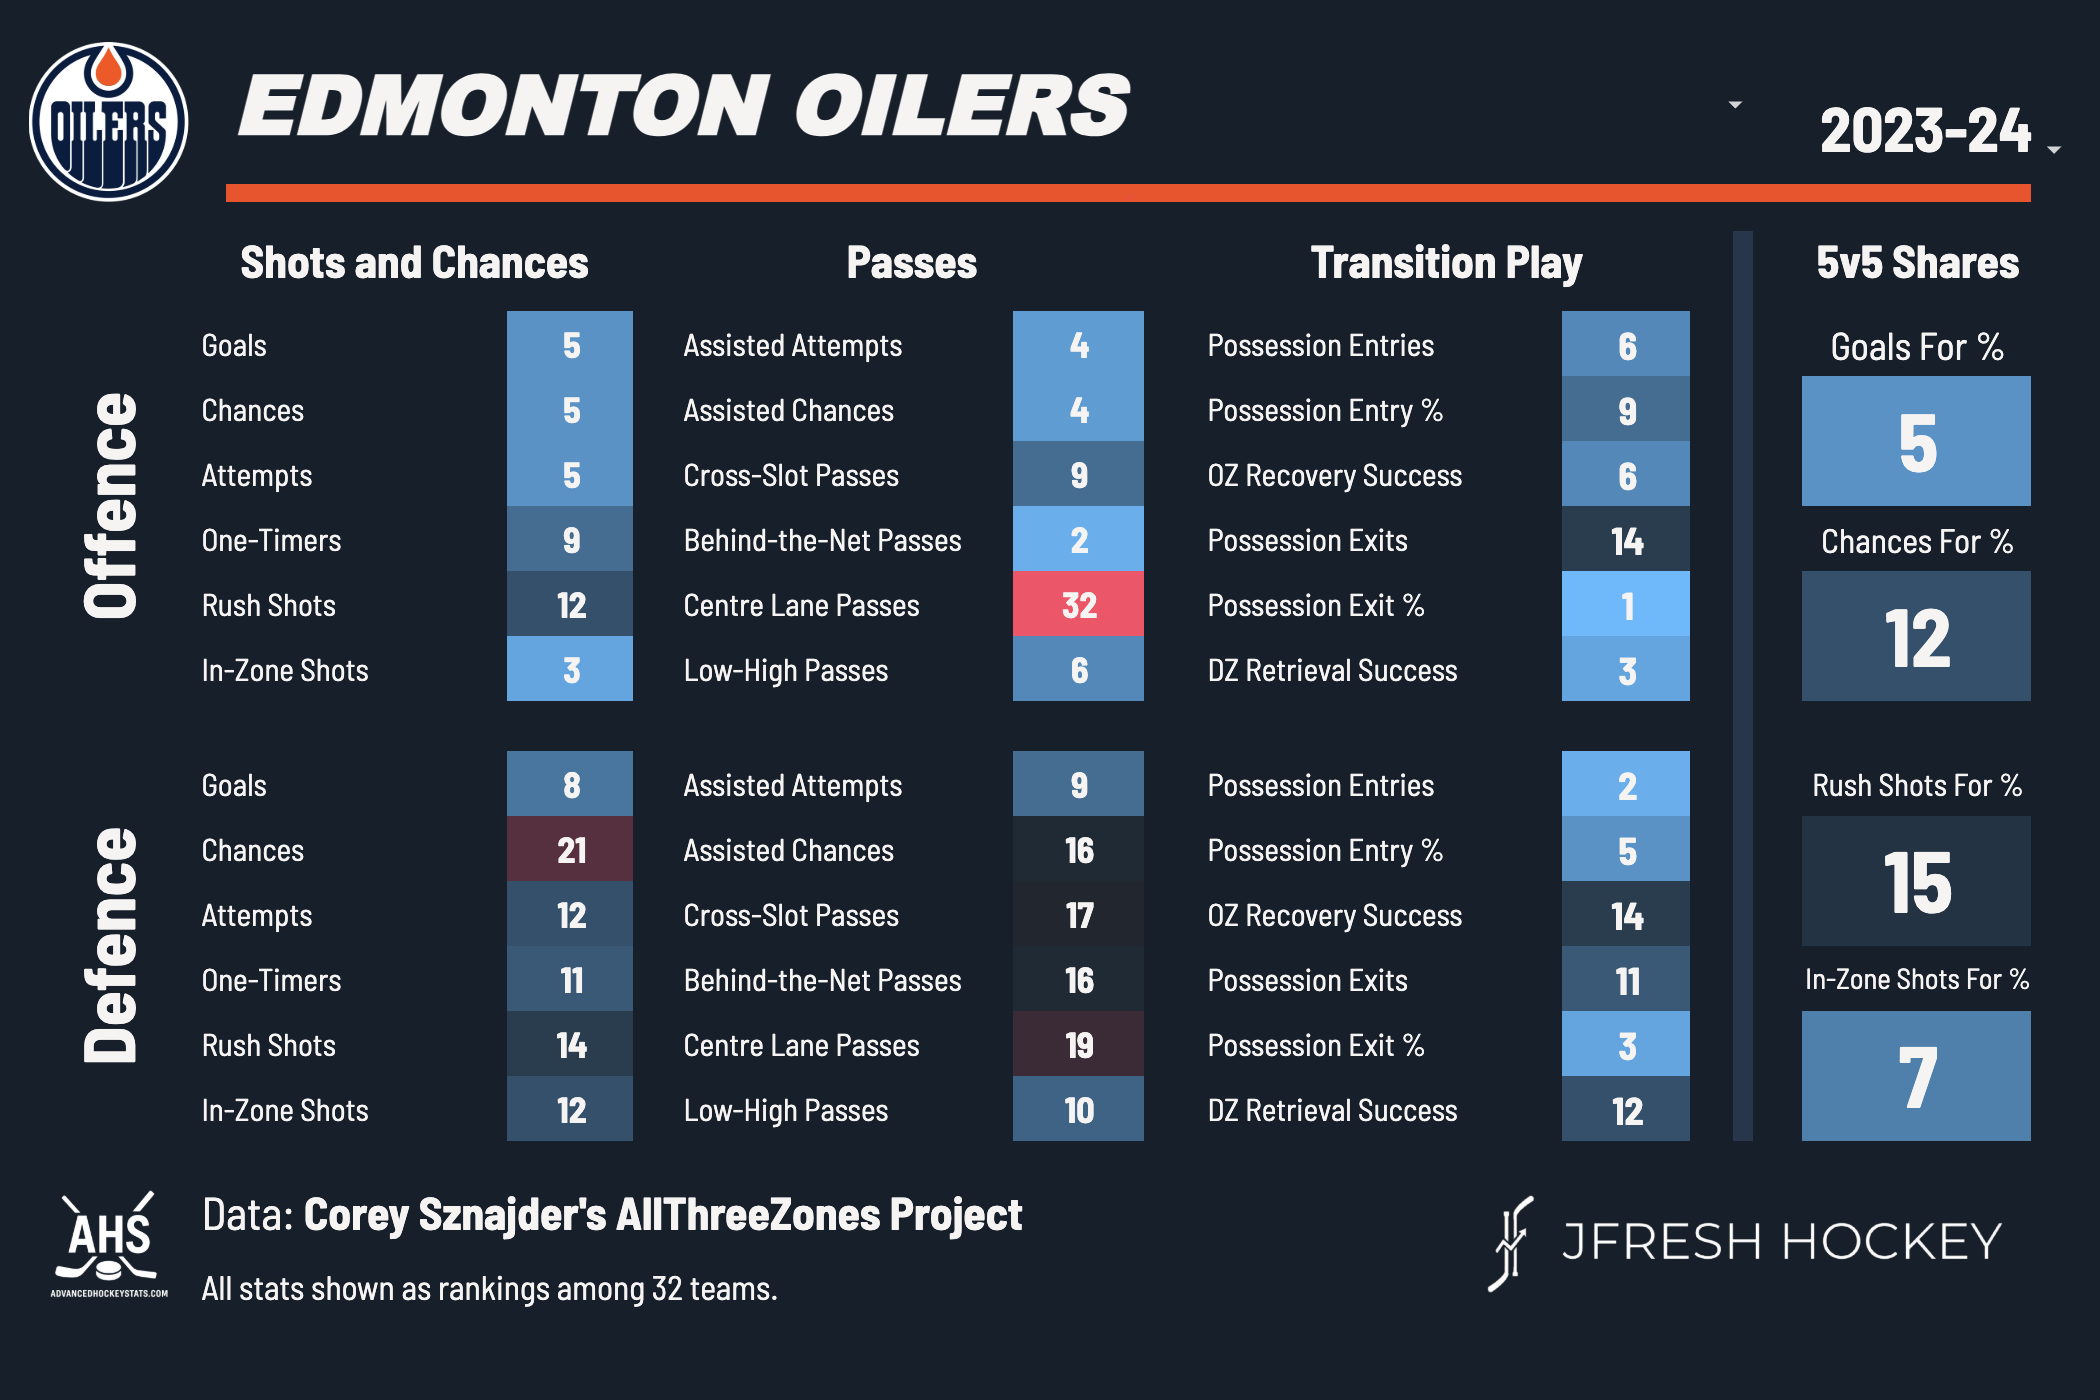 OILERS
EDMONTON OILERS
2023-24
Shots and Chances Passes Transition Play 5v5 Shares
Offence
Goals 5 Assisted Attempts 4 Possession Entries 6 Goals For %
Chances 5 Assisted Chances 4 Possession Entry % 9 5
Attempts 5 Cross-Slot Passes 9 OZ Recovery Success 6
One-Timers 9 Behind-the-Net Passes 2 Possession Exits 14 Chances For %
Rush Shots 12 Centre Lane Passes 32 Possession Exit % 1 12
In-Zone Shots 3 Low-High Passes 6 DZ Retrieval Success 3
Defence
Goals 8 Assisted Attempts 9 Possession Entries 2 Rush Shots For %
Chances 21 Assisted Chances 16 Possession Entry % 5 15
Attempts 12 Cross-Slot Passes 17 OZ Recovery Success 14
One-Timers 11 Behind-the-Net Passes 16 Possession Exits 11 In-Zone Shots For %
Rush Shots 14 Centre Lane Passes 19 Possession Exit % 3 7
In-Zone Shots 12 Low-High Passes 10 DZ Retrieval Success 12
AHS
ADVANCEDHOCKEYSTATS.COM
Data: Corey Sznajder's AllThreeZones Project
All stats shown as rankings among 32 teams.
JFRESH HOCKEY